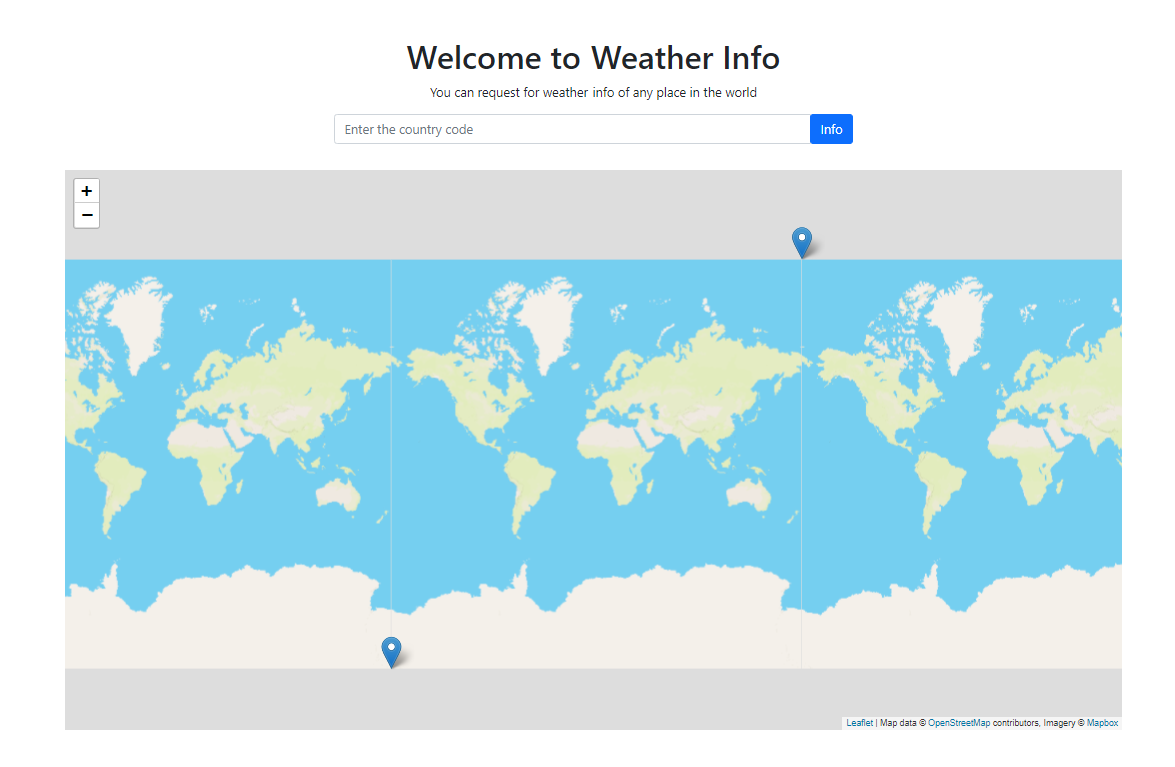 Welcome to Weather Info
You can request for weather info of any place in the world
Enter the country code
Info
+
−
Leaflet | Map data © OpenStreetMap contributors, Imagery © Mapbox